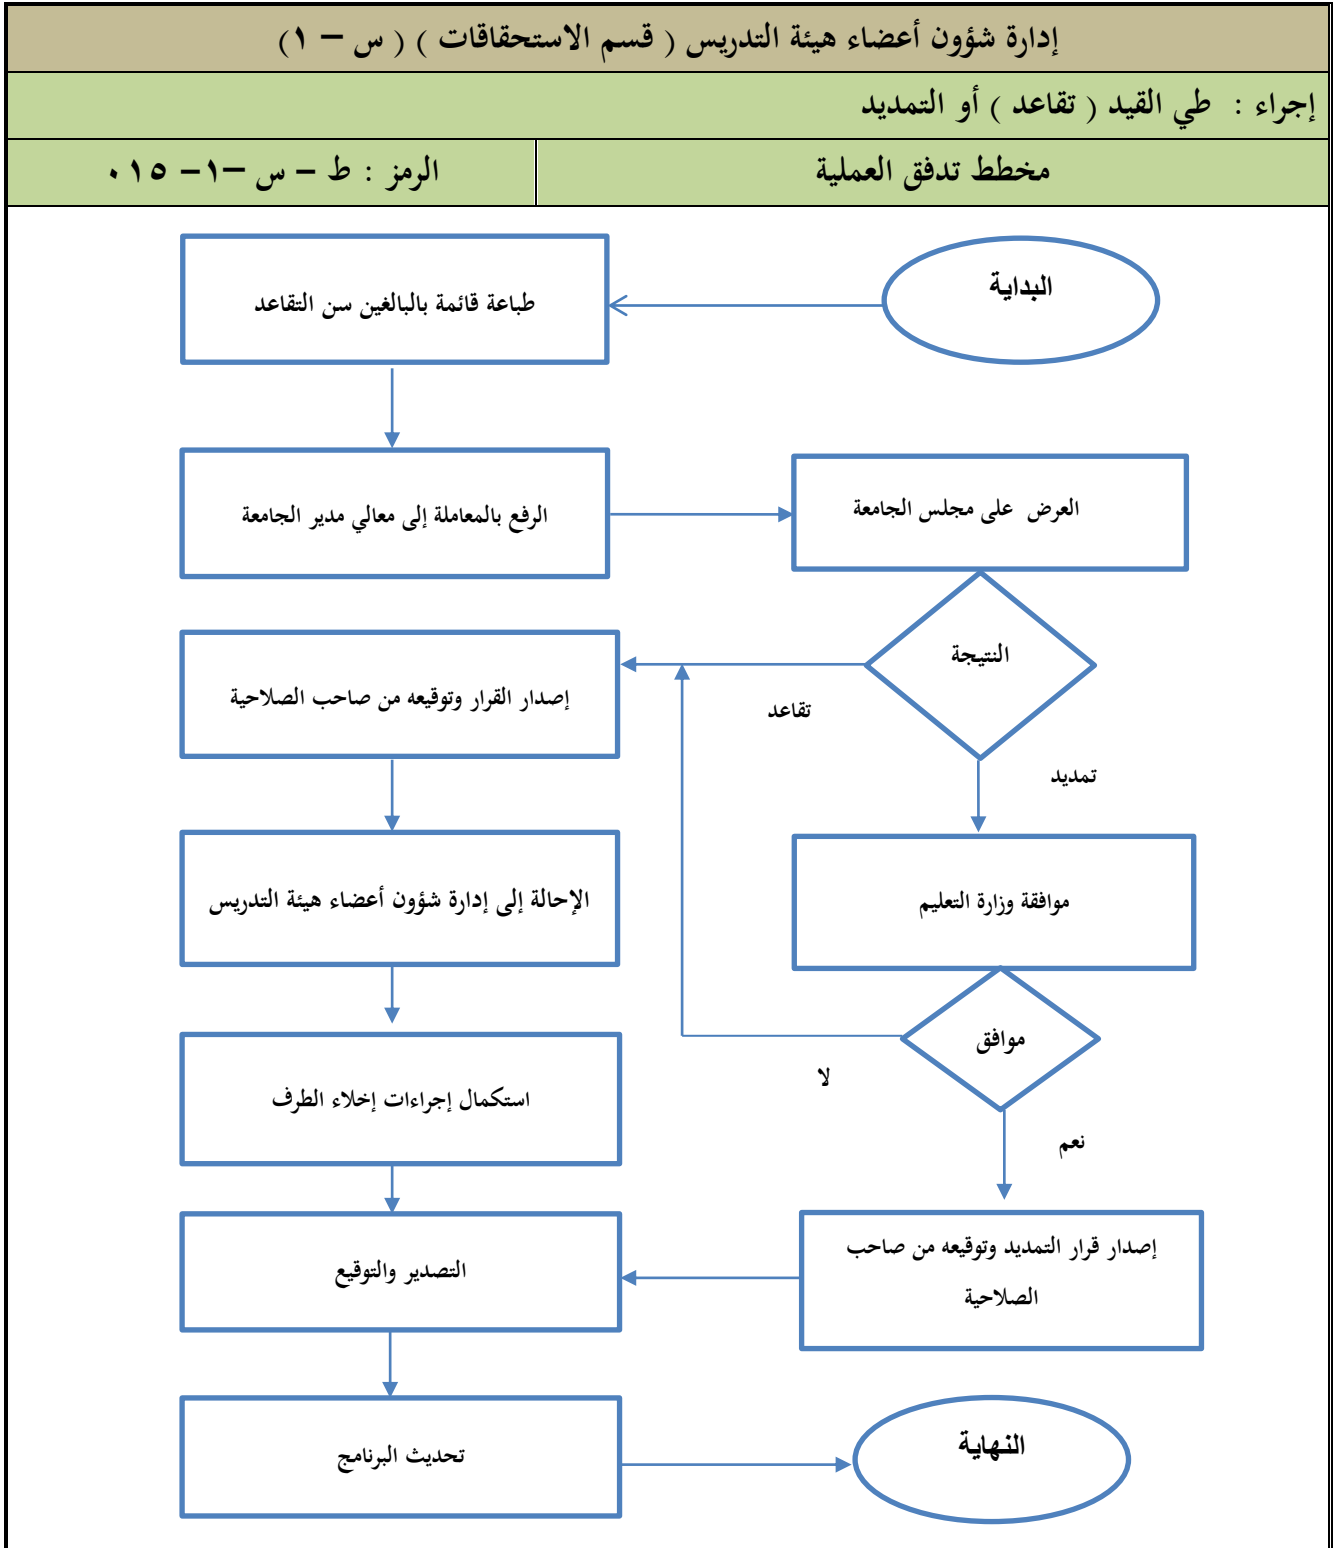 إدارة شؤون أعضاء هيئة التدريس ( قسم الاستحقاقات ) ( س – ١)
إجراء : طي القيد ( تقاعد ) أو التمديد
مخطط تدفق العملية
الرمز : ط – س –١– ٠١٥
البداية
طباعة قائمة بالبالغين سن التقاعد
الرفع بالمعاملة إلى معالي مدير الجامعة
العرض على مجلس الجامعة
النتيجة
تقاعد
تمديد
إصدار القرار وتوقيعه من صاحب الصلاحية
الإحالة إلى إدارة شؤون أعضاء هيئة التدريس
موافقة وزارة التعليم
موافق
لا
نعم
استكمال إجراءات إخلاء الطرف
إصدار قرار التمديد وتوقيعه من صاحب
الصلاحية
التصدير والتوقيع
تحديث البرنامج
النهاية